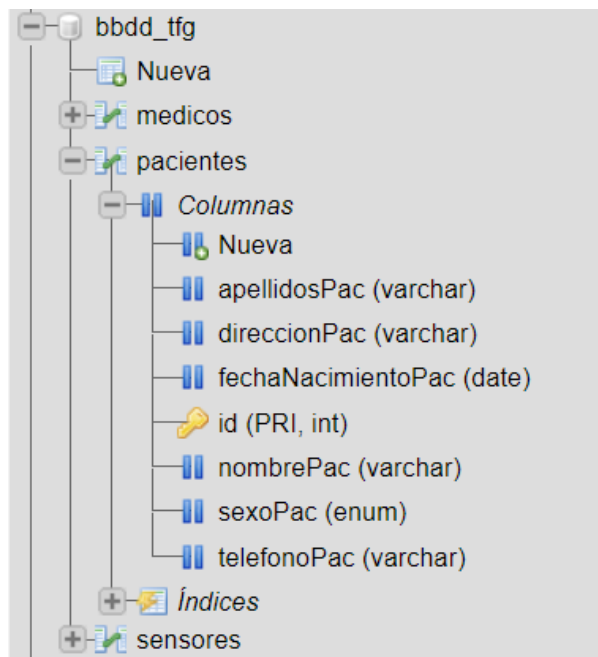 bbdd_tfg
Nueva
medicos
pacientes
Columnas
Nueva
apellidosPac (varchar)
direccionPac (varchar)
fechaNacimientoPac (date)
id (PRI, int)
nombrePac (varchar)
sexoPac (enum)
telefonoPac (varchar)
Índices
sensores